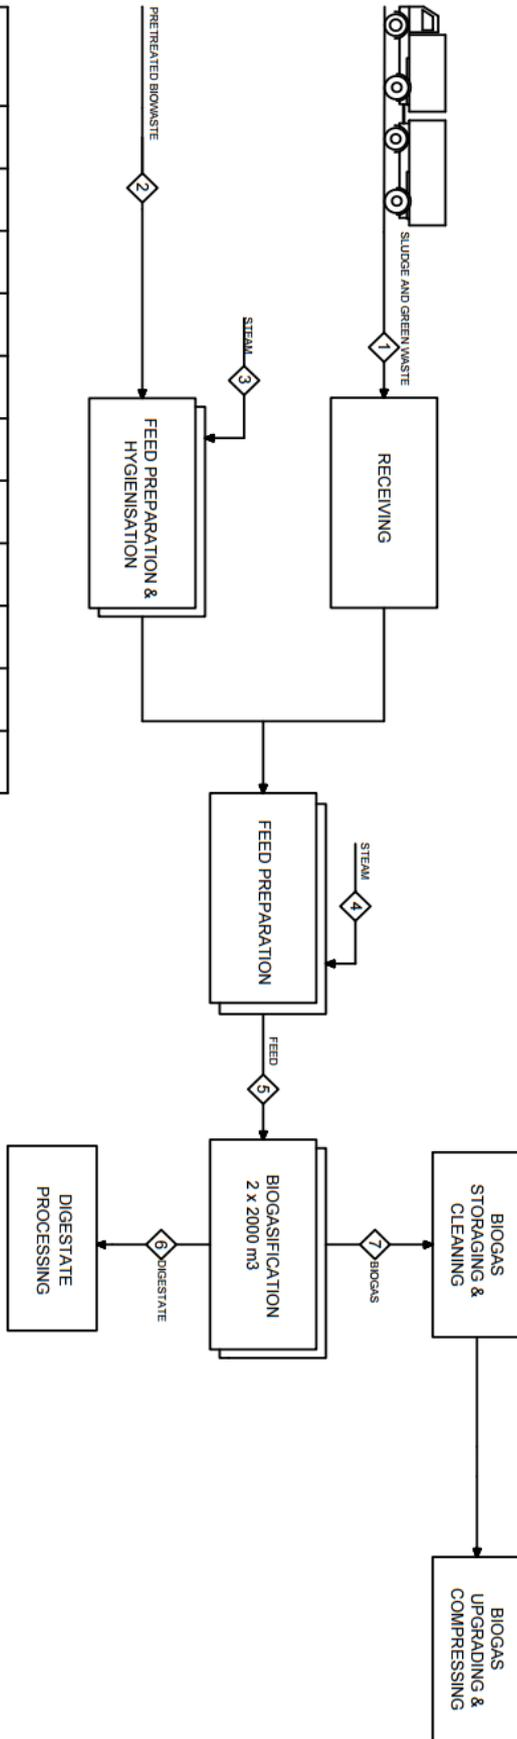 SLUDGE AND GREEN WASTE
1
RECEIVING
PRETREATED BIOWASTE
2
STEAM
3
FEED PREPARATION &
HYGIENISATION
STEAM
4
FEED PREPARATION
FEED
5
BIOGASIFICATION
2 x 2000 m3
7
BIOGAS
6
DIGESTATE
BIOGAS
STORAGING &
CLEANING
DIGESTATE
PROCESSING
BIOGAS
UPGRADING &
COMPRESSING